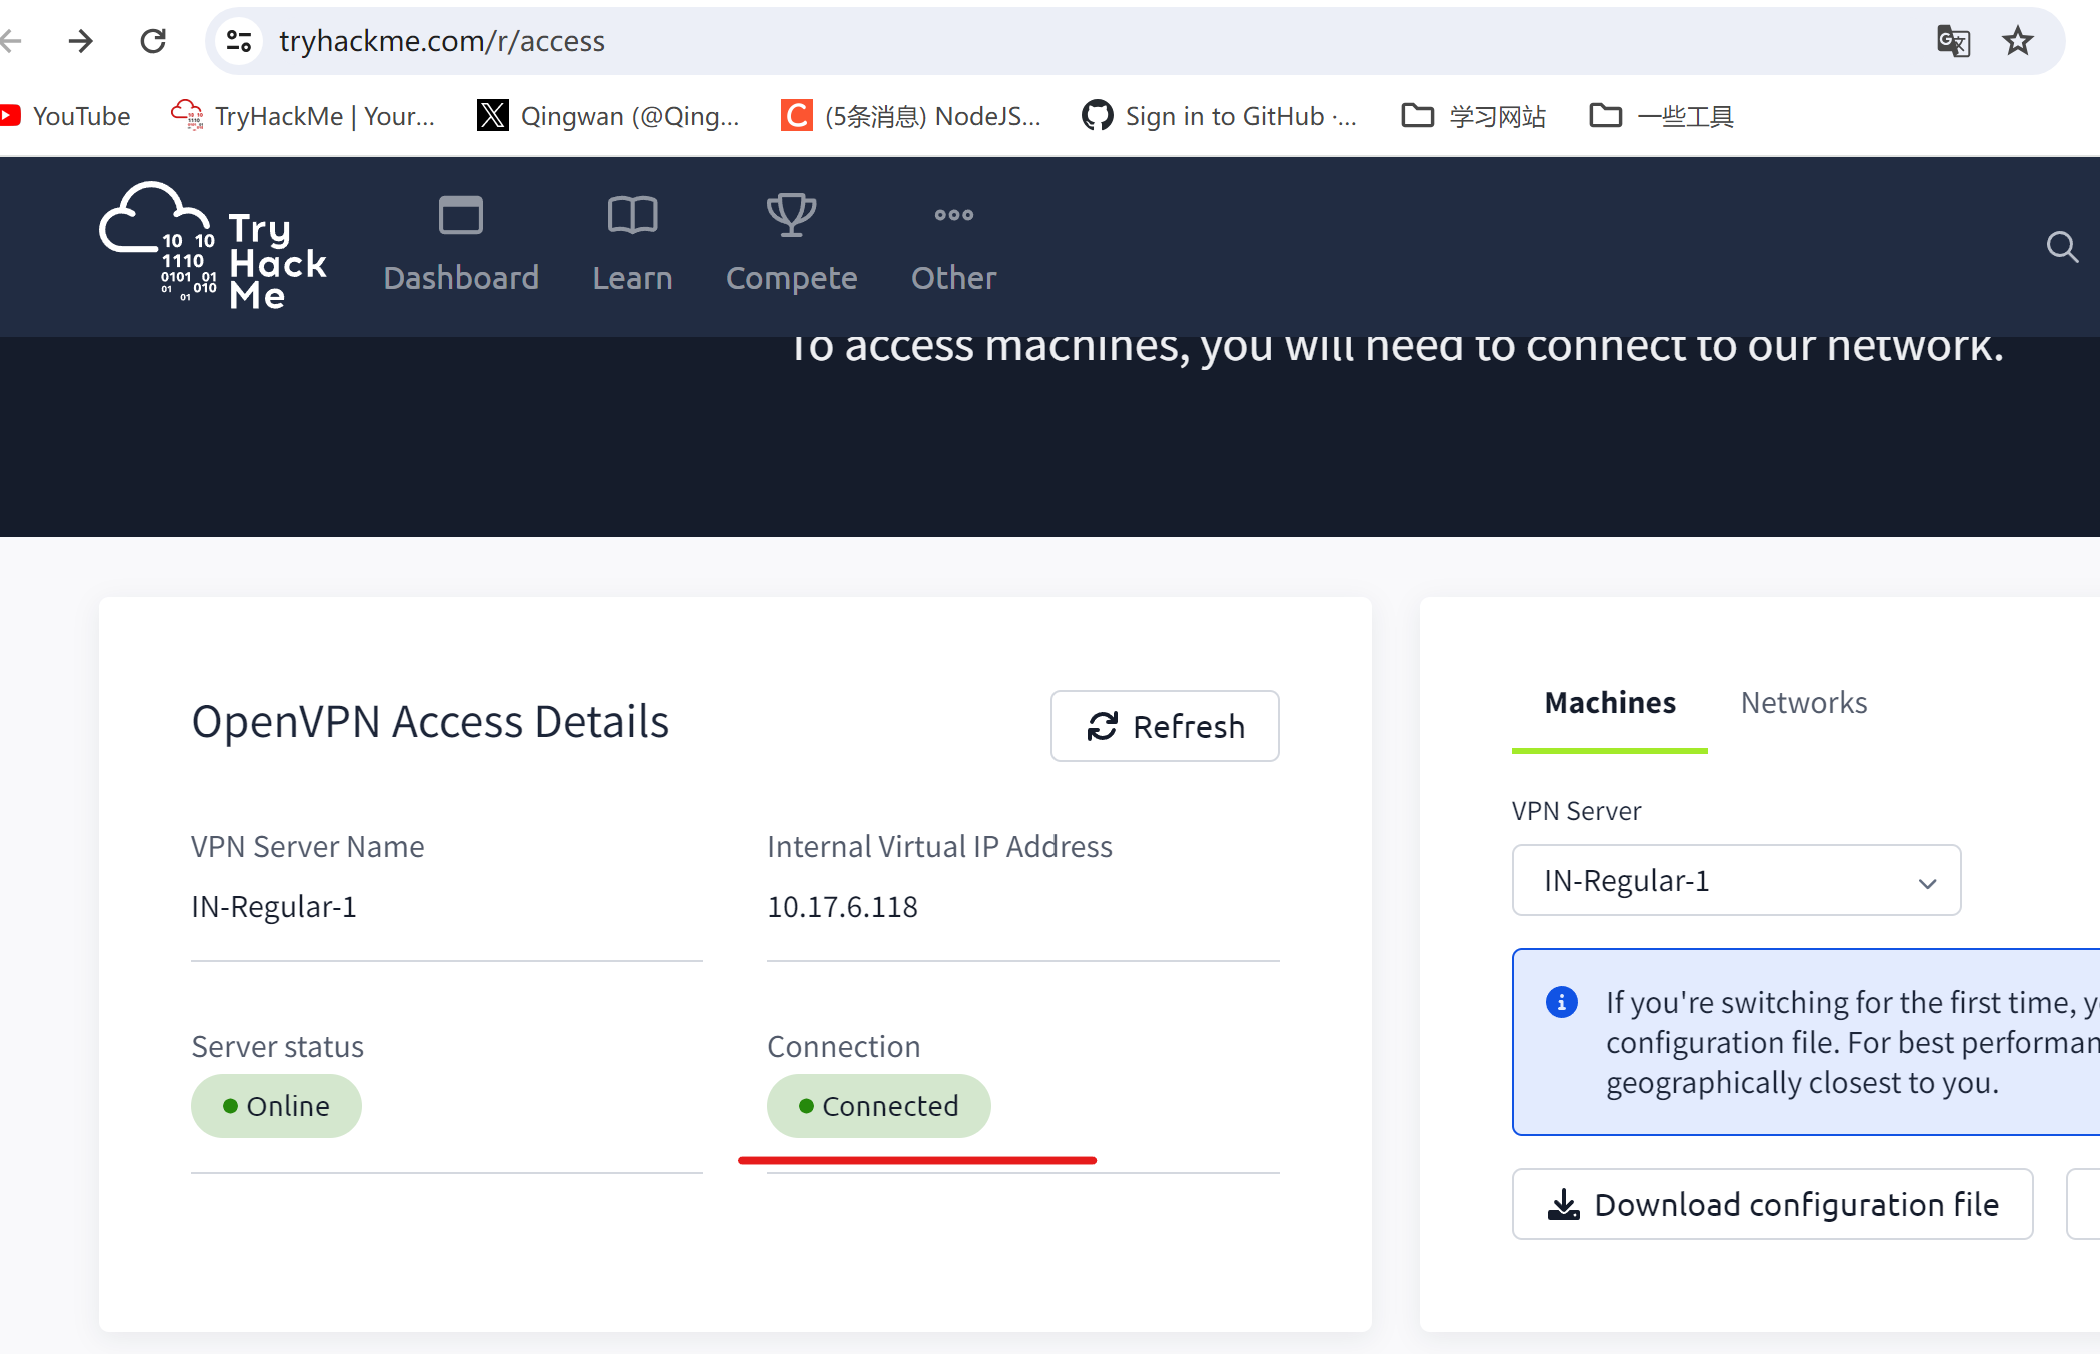 tryhackme.com/r/access
YouTube
TryHackMe | Your...
Qingwan (@Qing...
(5条消息) NodeJS...
Sign in to GitHub ·...
学习网站
一些工具
Try
Hack
Me
10 10
1110
0101 01
01 010
01
Dashboard
Learn
Compete
Other
To access machines, you will need to connect to our network.
OpenVPN Access Details
Refresh
VPN Server Name
IN-Regular-1
Internal Virtual IP Address
10.17.6.118
Server status
Online
Connection
Connected
Machines
Networks
VPN Server
IN-Regular-1
If you're switching for the first time, y
configuration file. For best performan
geographically closest to you.
Download configuration file